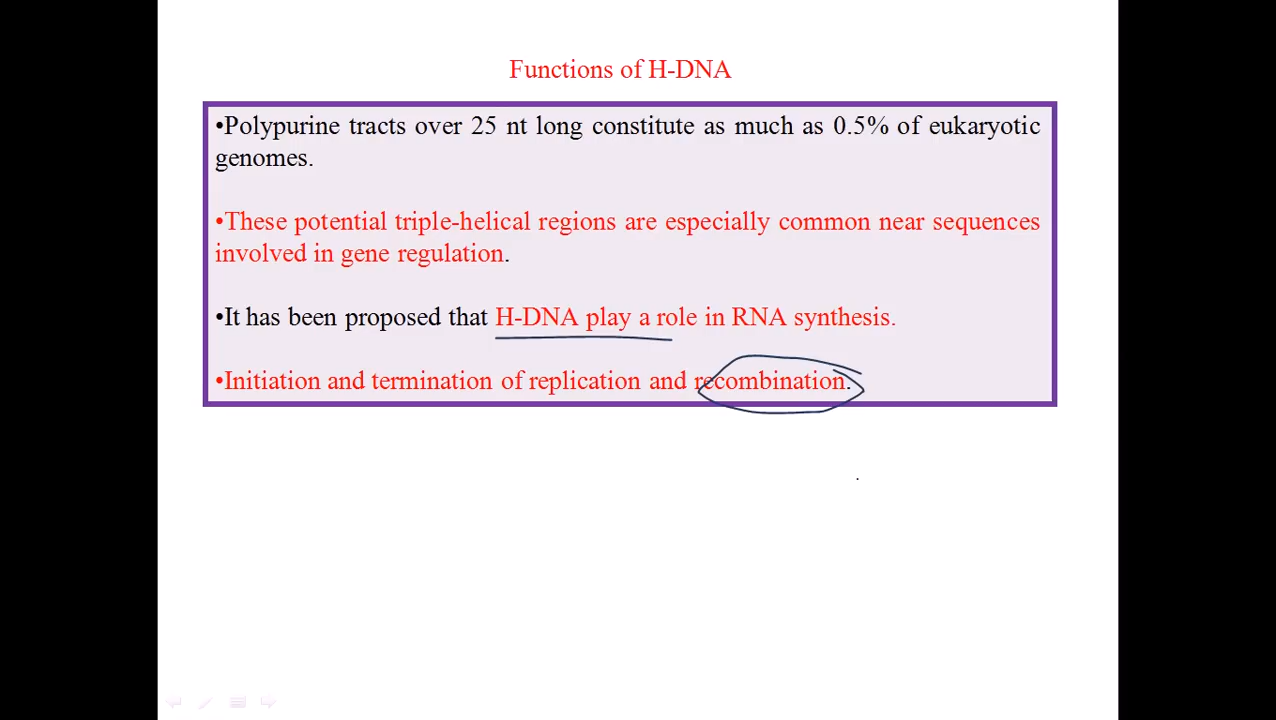 Functions of H-DNA
•Polypurine tracts over 25 nt long constitute as much as 0.5% of eukaryotic
genomes.
•These potential triple-helical regions are especially common near sequences
involved in gene regulation.
•It has been proposed that H-DNA play a role in RNA synthesis.
•Initiation and termination of replication and recombination.